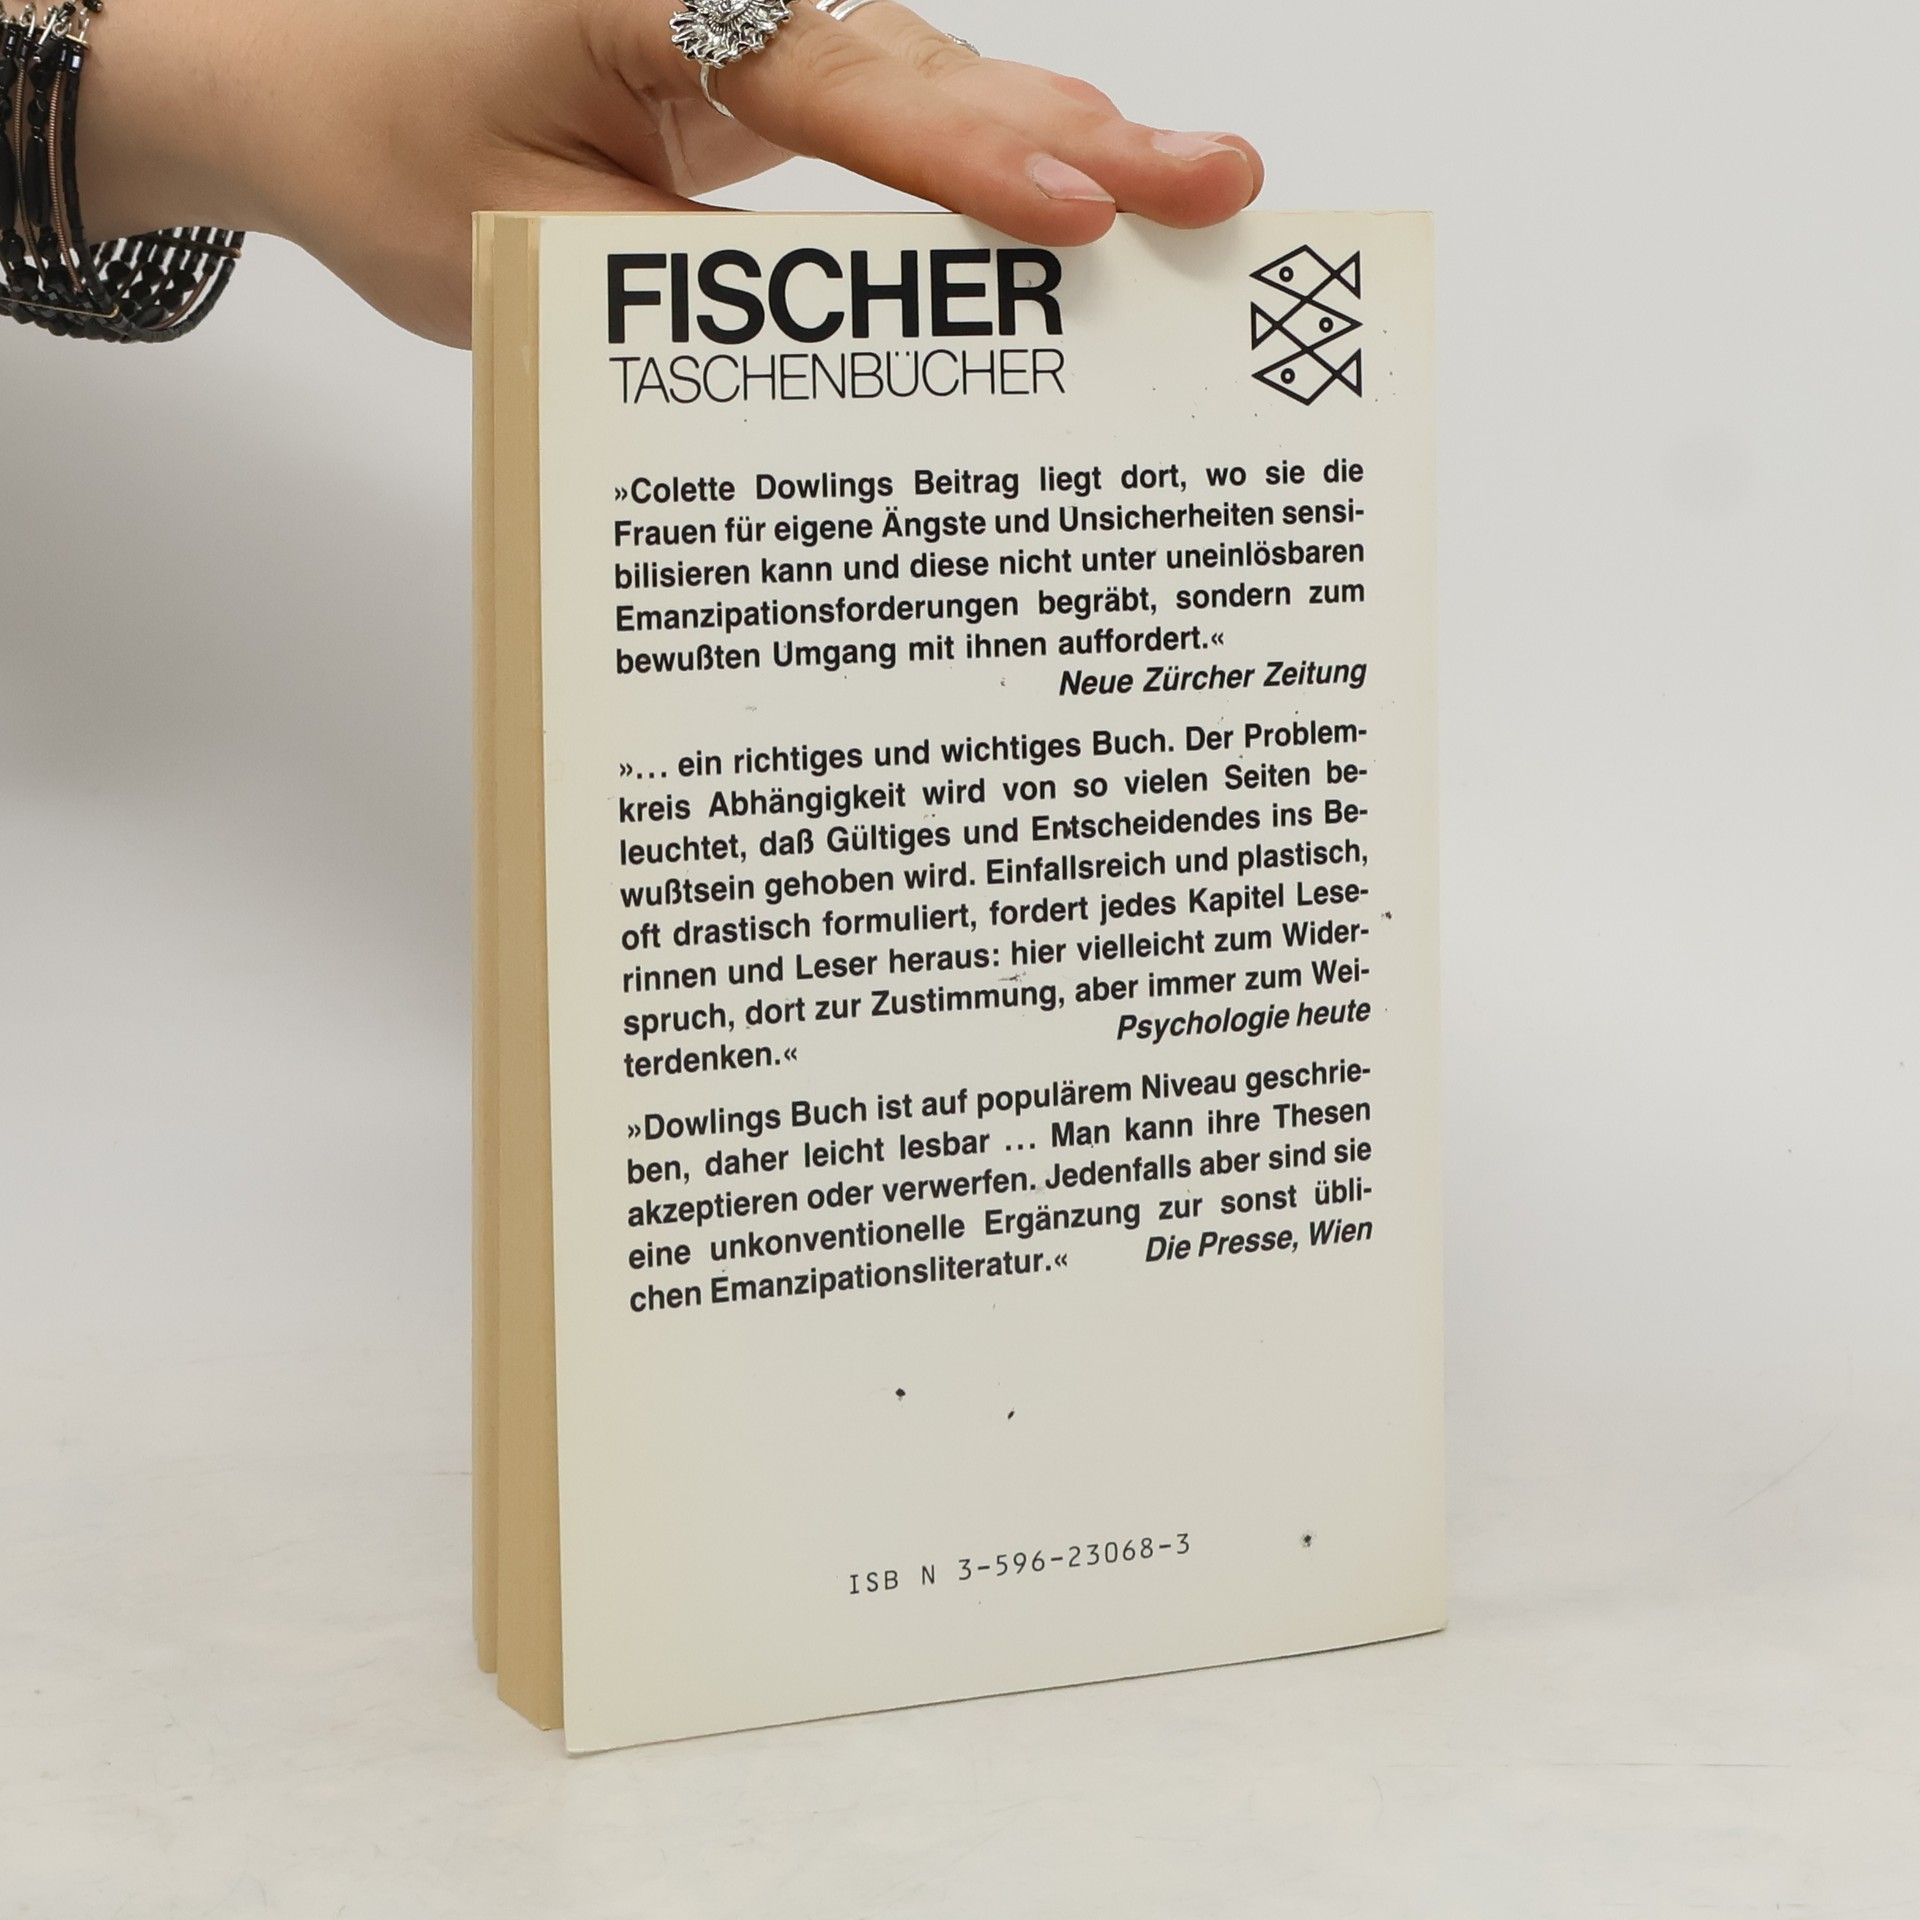 FISCHER
TASCHENBÜCHER
»Colette Dowlings Beitrag liegt dort, wo sie die
Frauen für eigene Ängste und Unsicherheiten sensi-
bilisieren kann und diese nicht unter uneinlösbaren
Emanzipationsforderungen begräbt, sondern zum
bewußten Umgang mit ihnen auffordert.«
Neue Zürcher Zeitung
»... ein richtiges und wichtiges Buch. Der Problem-
kreis Abhängigkeit wird von so vielen Seiten be-
leuchtet, daß Gültiges und Entscheidendes ins Be-
wußtsein gehoben wird. Einfallsreich und plastisch,
oft drastisch formuliert, fordert jedes Kapitel Lese-
rinnen und Leser heraus: hier vielleicht zum Wider-
spruch, dort zur Zustimmung, aber immer zum Wei-
terdenken.« Psychologie heute
»Dowlings Buch ist auf populärem Niveau geschrie-
ben, daher leicht lesbar ... Man kann ihre Thesen
akzeptieren oder verwerfen. Jedenfalls aber sind sie
eine unkonventionelle Ergänzung zur sonst übli-
chen Emanzipationsliteratur.« Die Presse, Wien
ISB N 3-596-23068-3